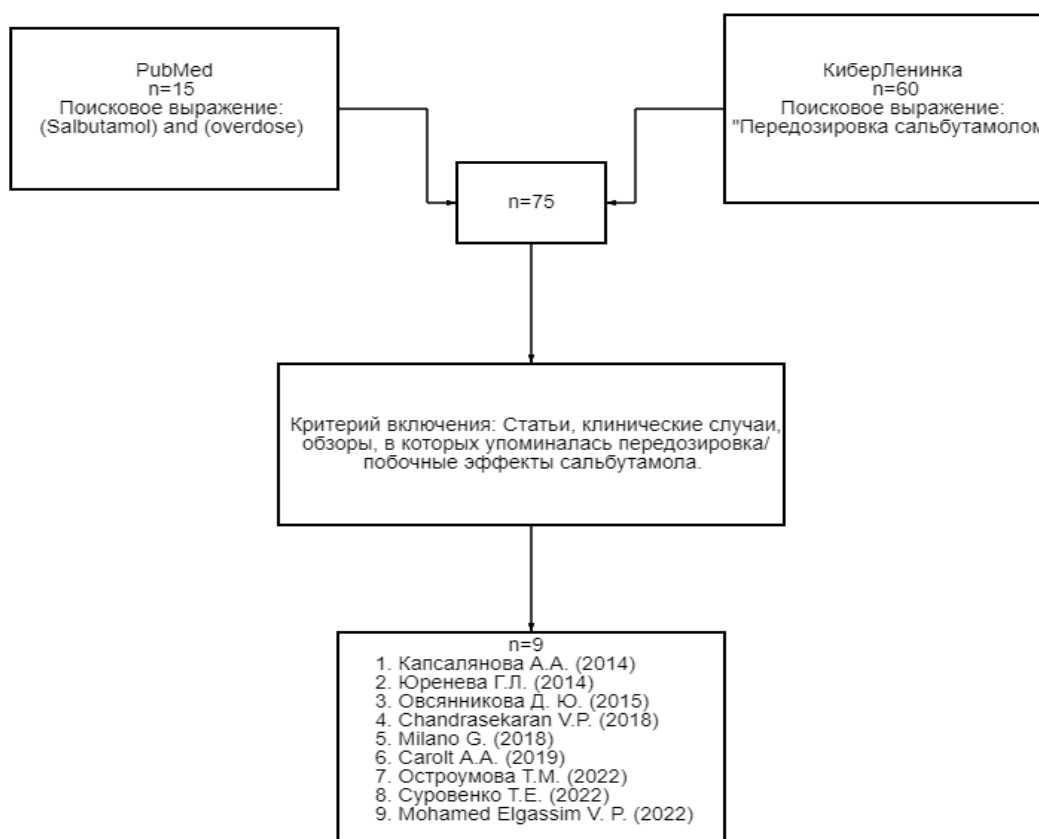 PubMed
n=15
Поисковое выражение:
(Salbutamol) and (overdose)
КиберЛенинка
n=60
Поисковое выражение:
"Передозировка сальбутамолом
n=75
Критерий включения: Статьи, клинические случаи,
обзоры, в которых упоминалась передозировка/
побочные эффекты сальбутамола.
n=9
1. Капсалянова А.А. (2014)
2. Юренева Г.Л. (2014)
3. Овсянникова Д. Ю. (2015)
4. Chandrasekaran V.P. (2018)
5. Milano G. (2018)
6. Carolt A.A. (2019)
7. Остроумова Т.М. (2022)
8. Суровенко Т.Е. (2022)
9. Mohamed Elgassim V. P. (2022)